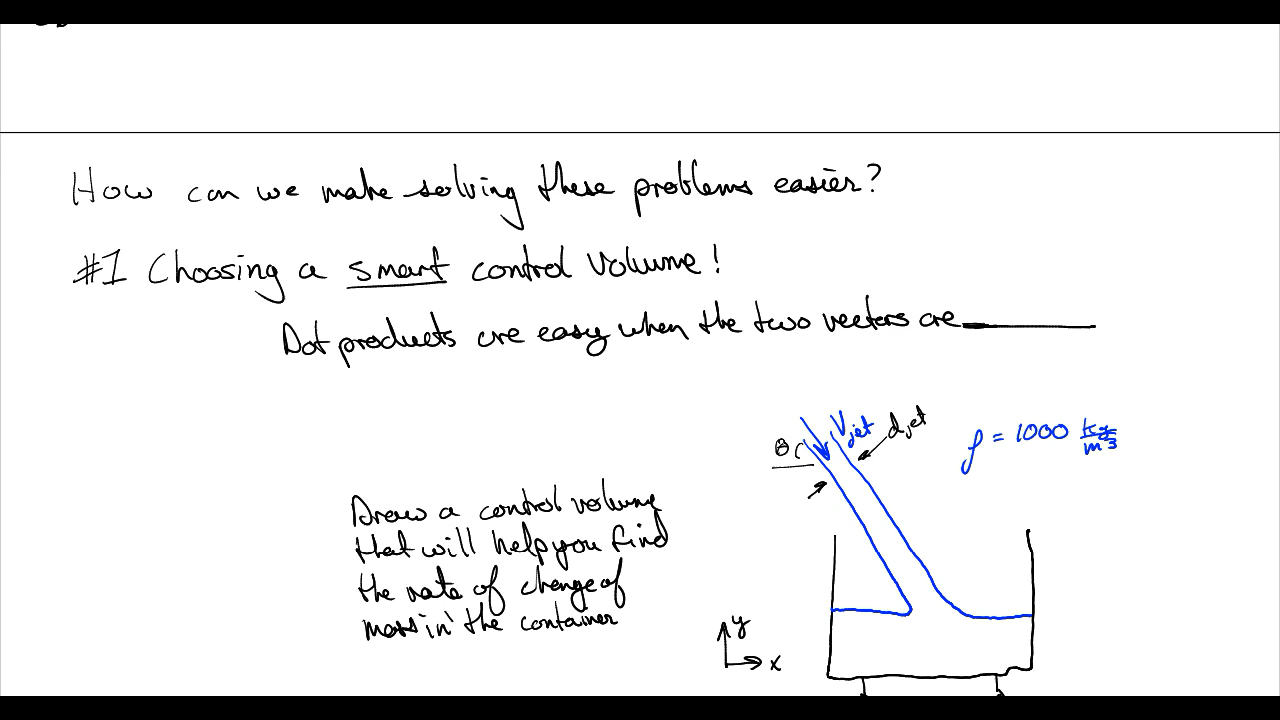 How can we make solving these problems easier?
#1 Choosing a smart control volume!
Dot products are easy when the two vectors are
θ
Vjet
djet
ρ = 1000 kg/m³
Draw a control volume
that will help you find
the rate of change of
mass in the container
y
x